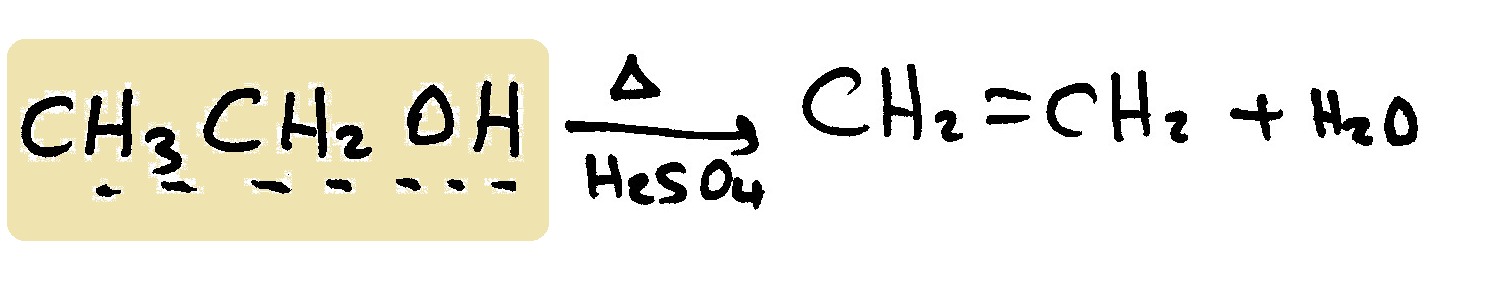 CH₃CH₂OH →[Δ / H₂SO₄] CH₂=CH₂ + H₂O